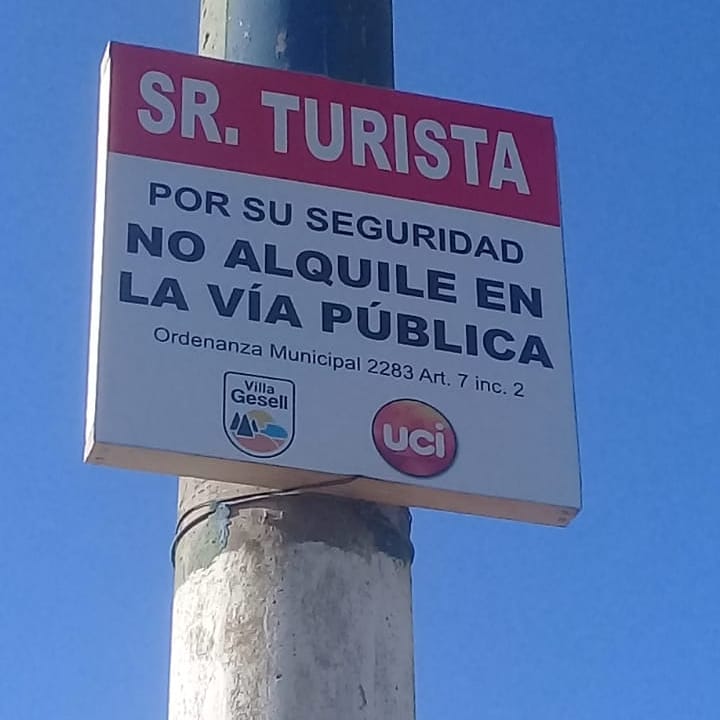 SR. TURISTA
POR SU SEGURIDAD
NO ALQUILE EN
LA VÍA PÚBLICA
Ordenanza Municipal 2283 Art. 7 inc. 2
Villa
Gesell
uci